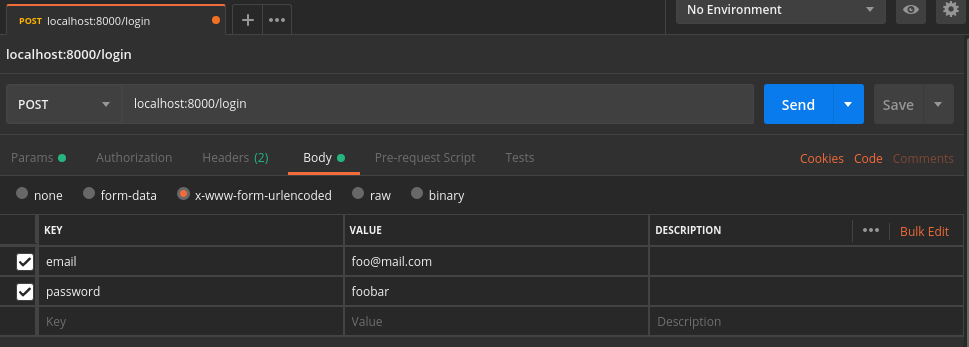 POST localhost:8000/login
No Environment
localhost:8000/login
POST localhost:8000/login Send Save
Params Authorization Headers (2) Body Pre-request Script Tests Cookies Code Comments
none form-data x-www-form-urlencoded raw binary
KEY VALUE DESCRIPTION ••• Bulk Edit
email foo@mail.com
password foobar
Key Value Description